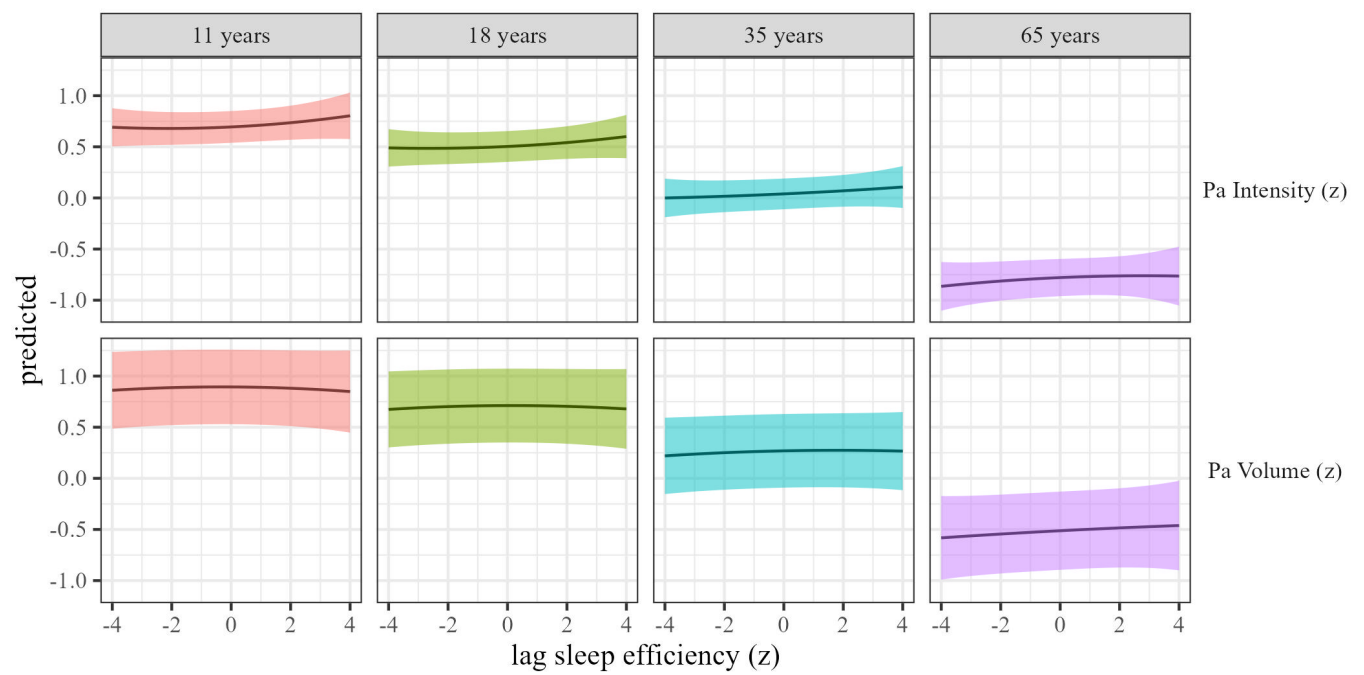 11 years
18 years
35 years
65 years
predicted
1.0
0.5
0.0
-0.5
-1.0
Pa Intensity (z)
1.0
0.5
0.0
-0.5
-1.0
Pa Volume (z)
-4 -2 0 2 4
-4 -2 0 2 4
-4 -2 0 2 4
-4 -2 0 2 4
lag sleep efficiency (z)